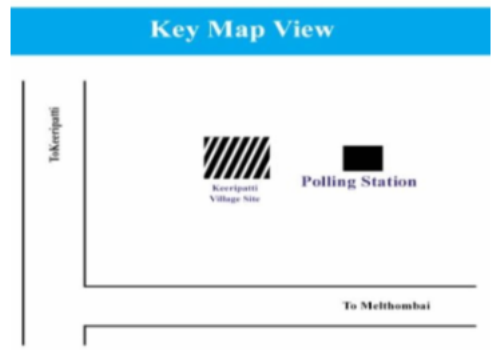 Key Map View
ToKeeripatti
Keeripatti
Village Site
Polling Station
To Melthombai